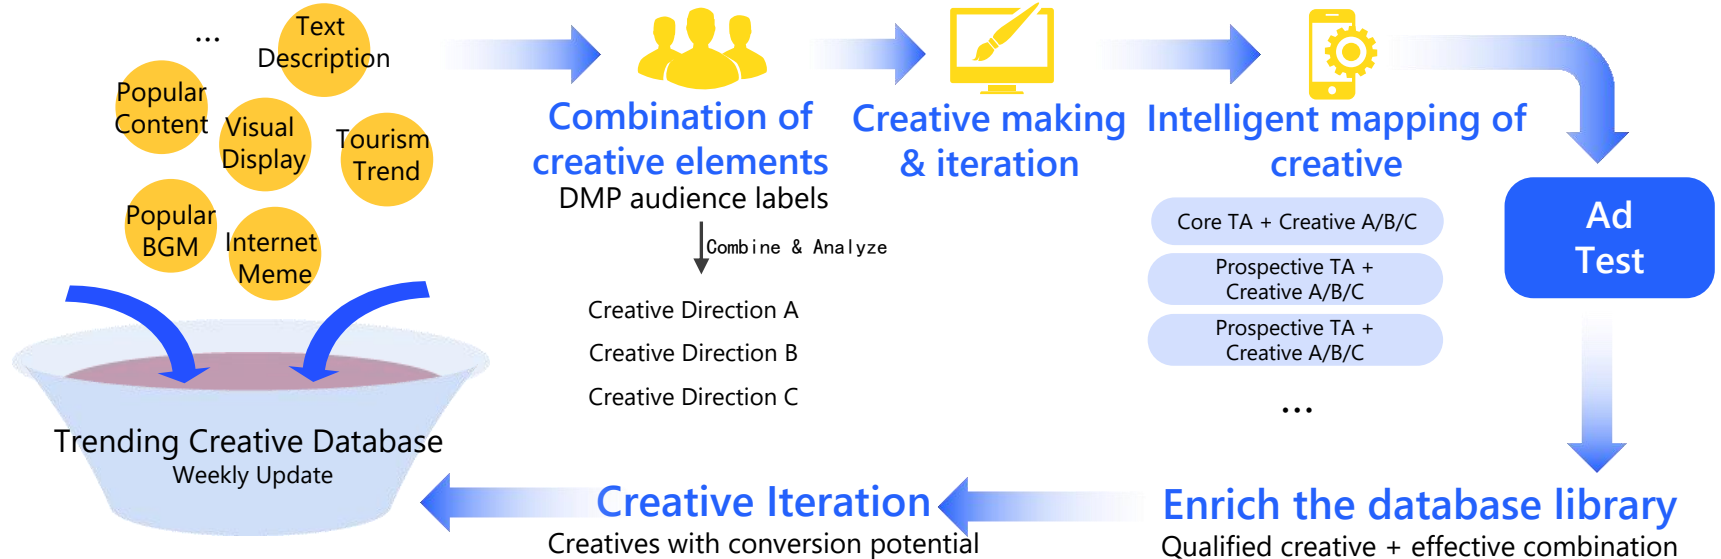 ...
Text
Description
Popular
Content
Visual
Display
Tourism
Trend
Popular
BGM
Internet
Meme
Trending Creative Database
Weekly Update
Combination of
creative elements
DMP audience labels
Combine & Analyze
Creative Direction A
Creative Direction B
Creative Direction C
Creative making
& iteration
Intelligent mapping of
creative
Core TA + Creative A/B/C
Prospective TA +
Creative A/B/C
Prospective TA +
Creative A/B/C
...
Ad
Test
Enrich the database library
Qualified creative + effective combination
Creative Iteration
Creatives with conversion potential